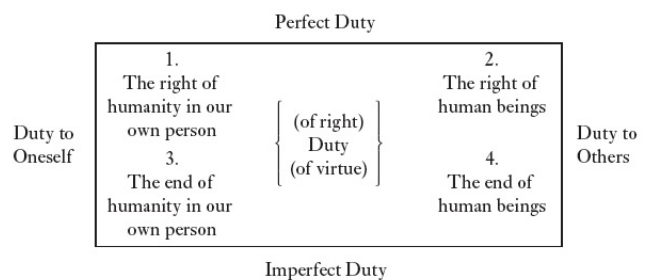 Perfect Duty
1.
The right of
humanity in our
own person
2.
The right of
human beings
(of right)
Duty
(of virtue)
Duty to
Oneself
Duty to
Others
3.
The end of
humanity in our
own person
4.
The end of
human beings
Imperfect Duty